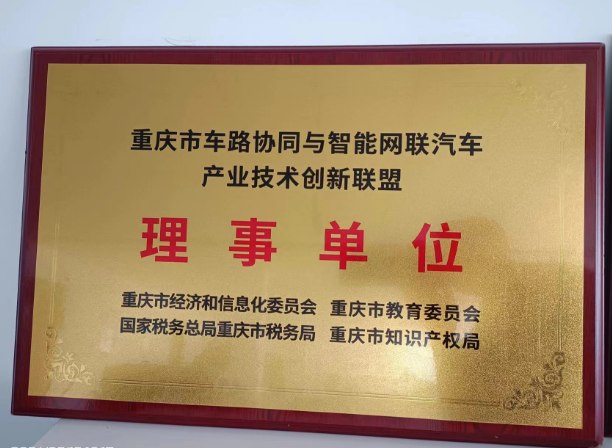 重庆市车路协同与智能网联汽车
产业技术创新联盟
理事单位
重庆市经济和信息化委员会 重庆市教育委员会
国家税务总局重庆市税务局 重庆市知识产权局